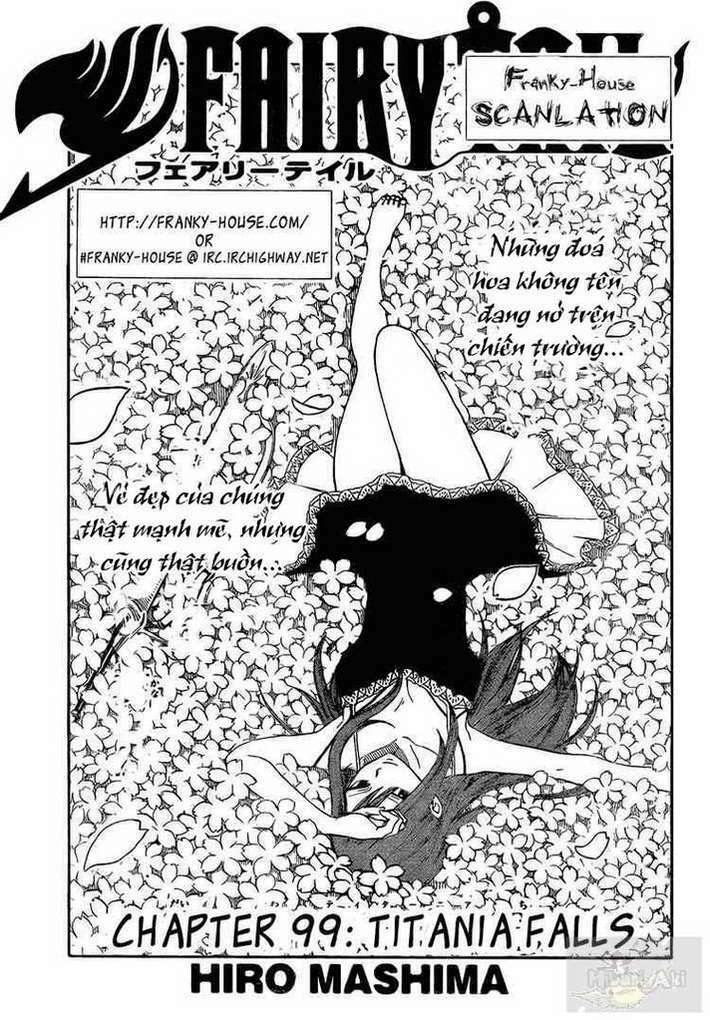 FAIRY TAIL
Franky-House
SCANLATION
フェアリーテイル
HTTP://FRANKY-HOUSE.COM/
OR
#FRANKY-HOUSE @ IRC.IRCHIGHWAY.NET
Những đoá
hoa không tên
đang nở trên
chiến trường...
Vẻ đẹp của chúng
thật mạnh mẽ, nhưng
cũng thật buồn...
CHAPTER 99: TITANIA FALLS
HIRO MASHIMA